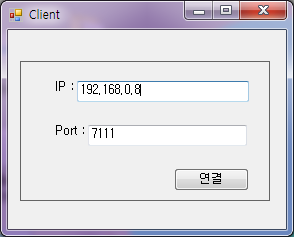 Client
IP : 192.168.0.8
Port : 7111
연결